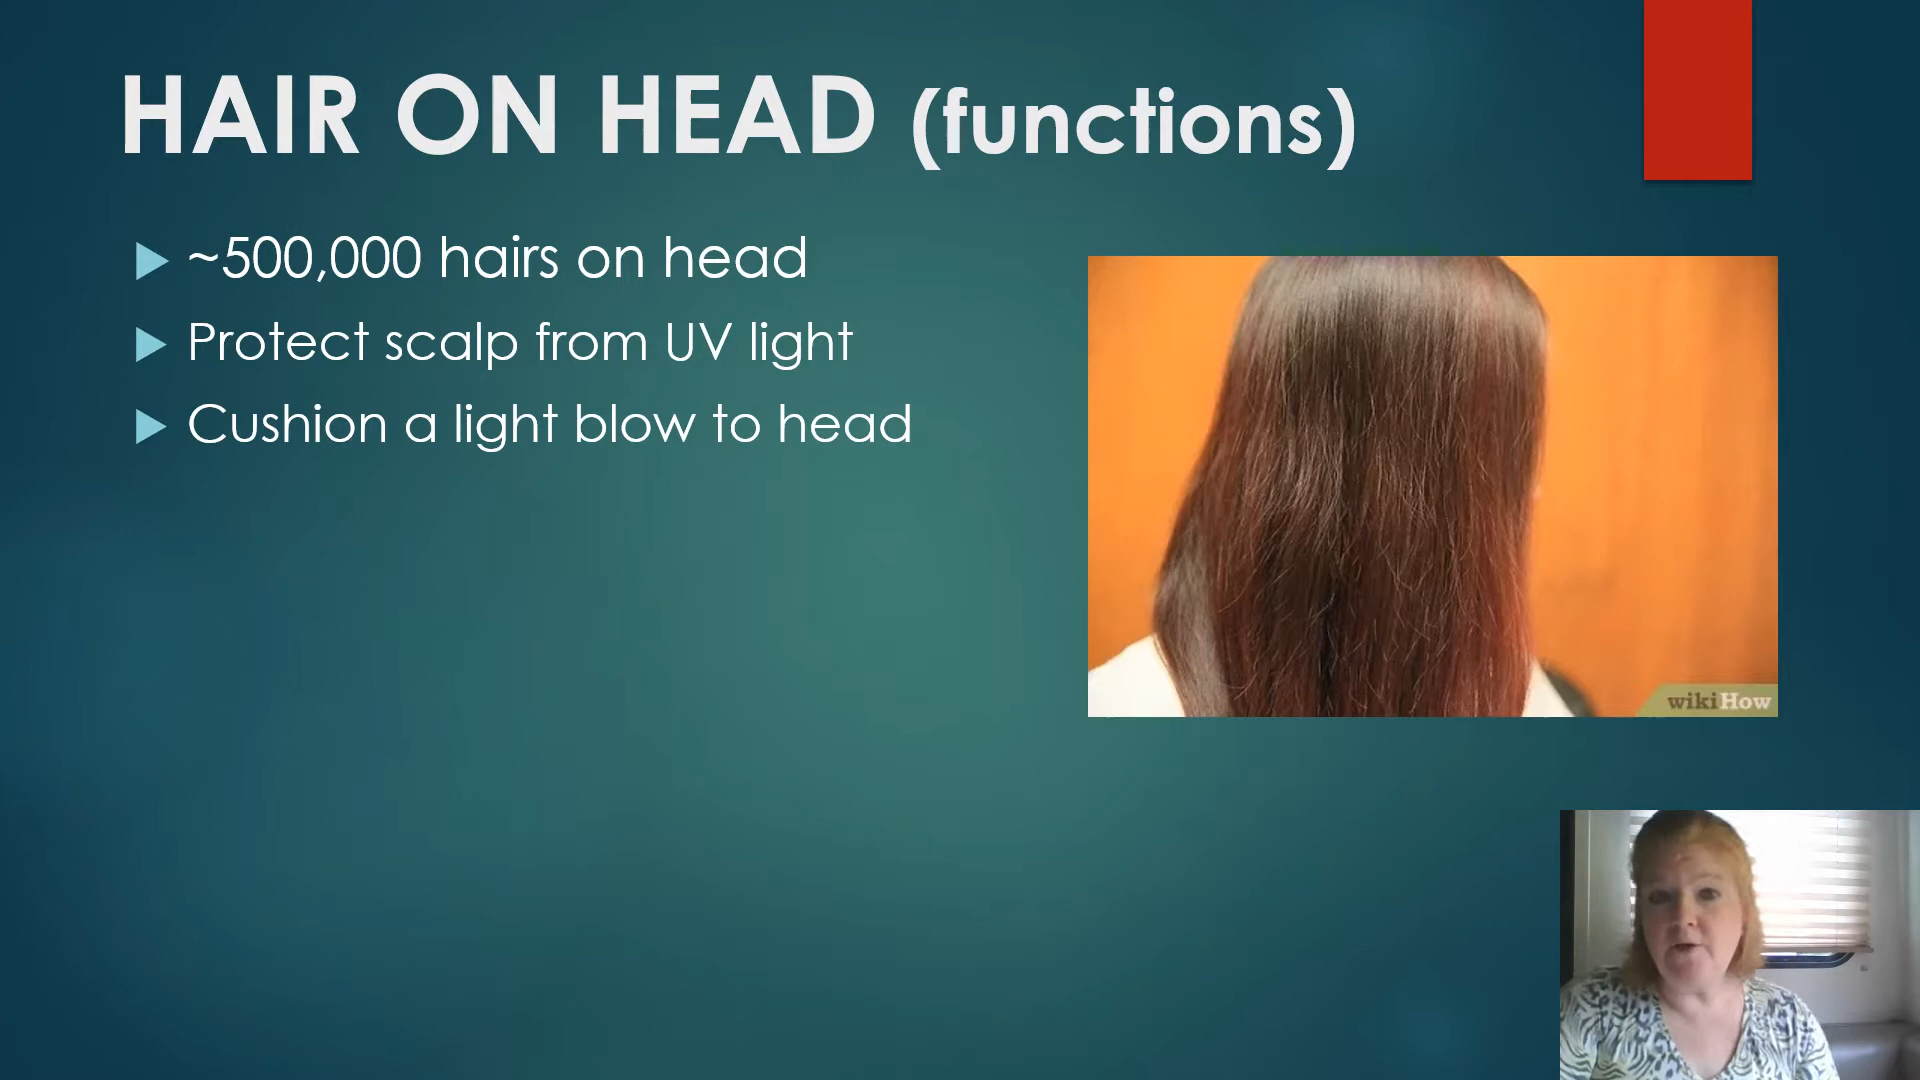 HAIR ON HEAD (functions)
~500,000 hairs on head
Protect scalp from UV light
Cushion a light blow to head
wikiHow